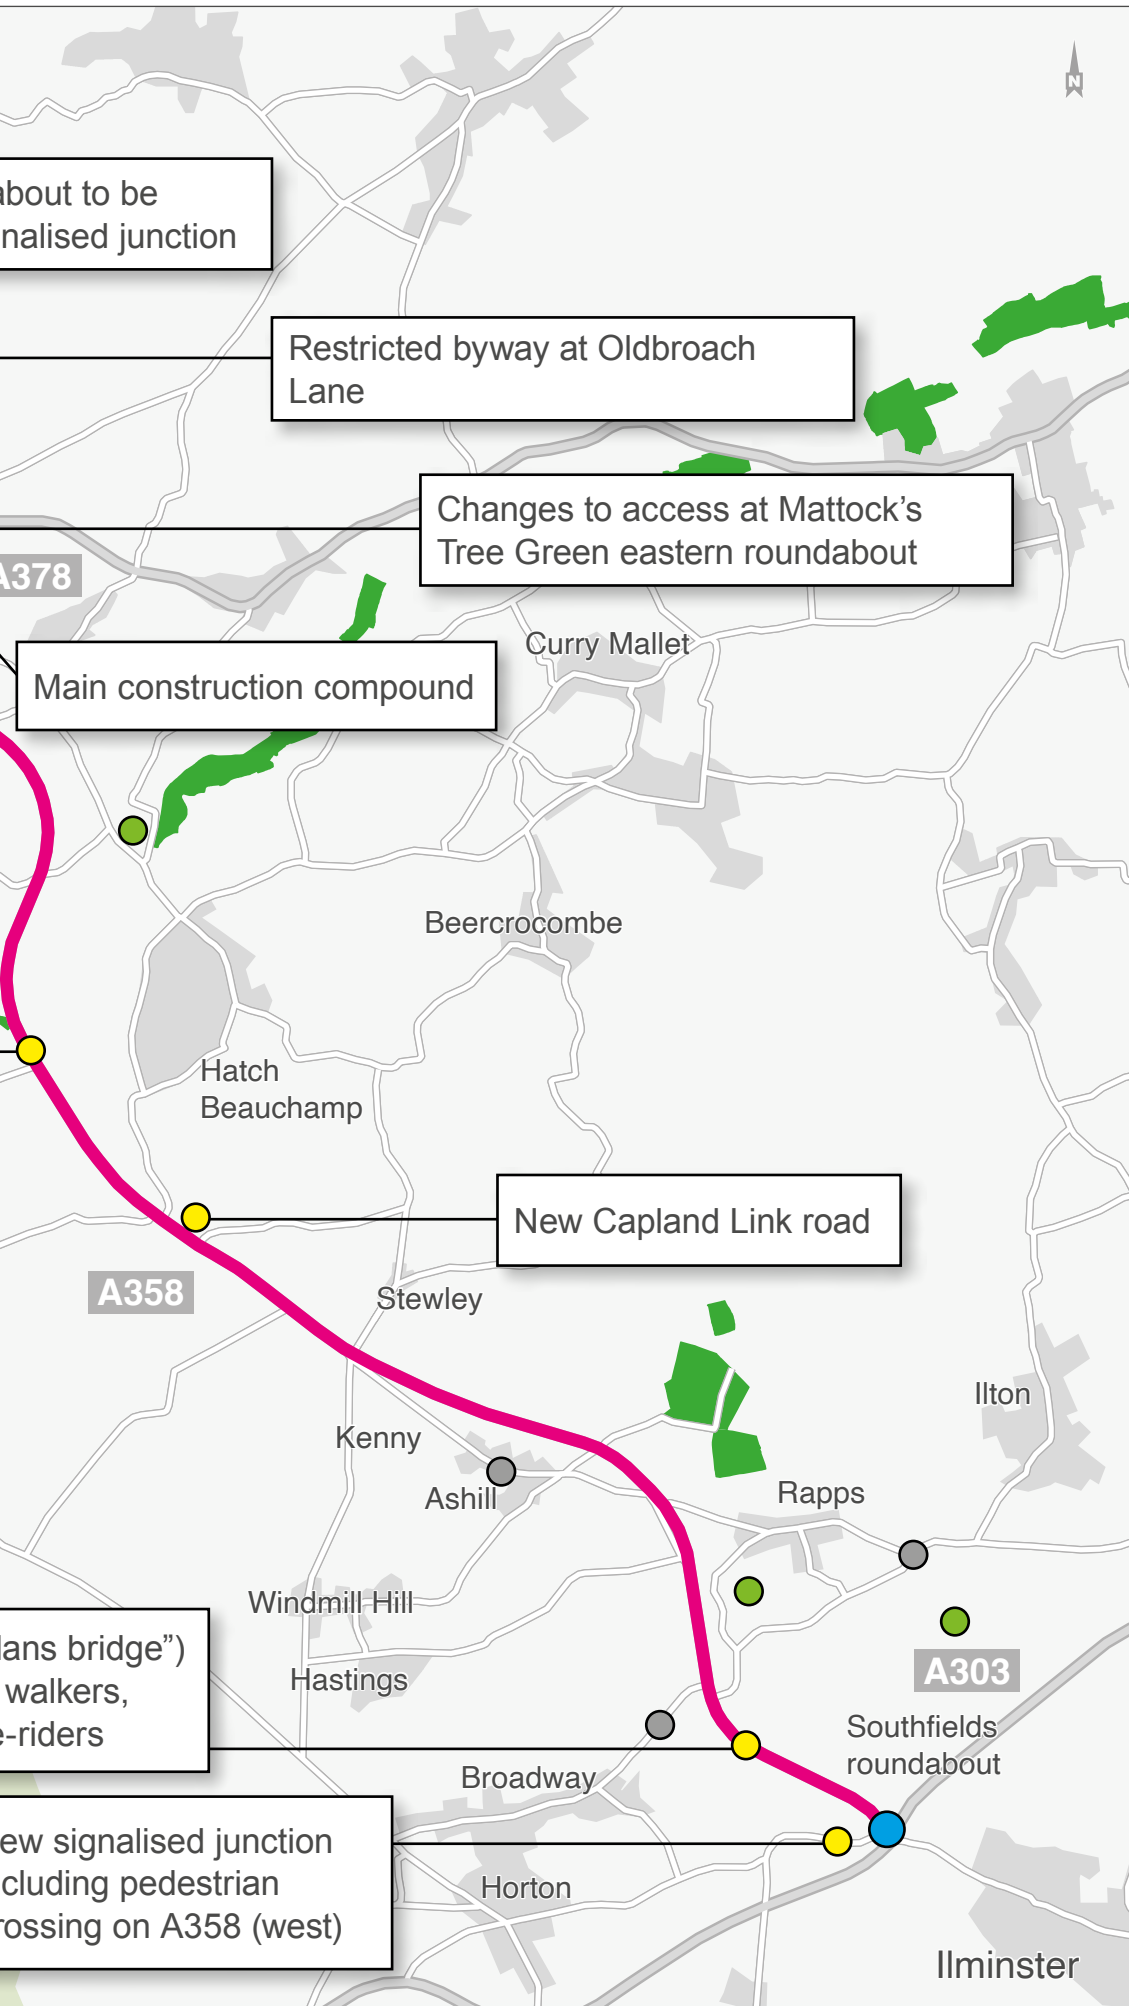 N
about to be
nalised junction
Restricted byway at Oldbroach
Lane
Changes to access at Mattock's
Tree Green eastern roundabout
A378
Curry Mallet
Main construction compound
Beercrocombe
Hatch
Beauchamp
New Capland Link road
A358
Stewley
Ilton
Kenny
Ashill
Rapps
Windmill Hill
lans bridge”)
walkers,
e-riders
Hastings
A303
Southfields
roundabout
Broadway
ew signalised junction
cluding pedestrian
rossing on A358 (west)
Horton
Ilminster